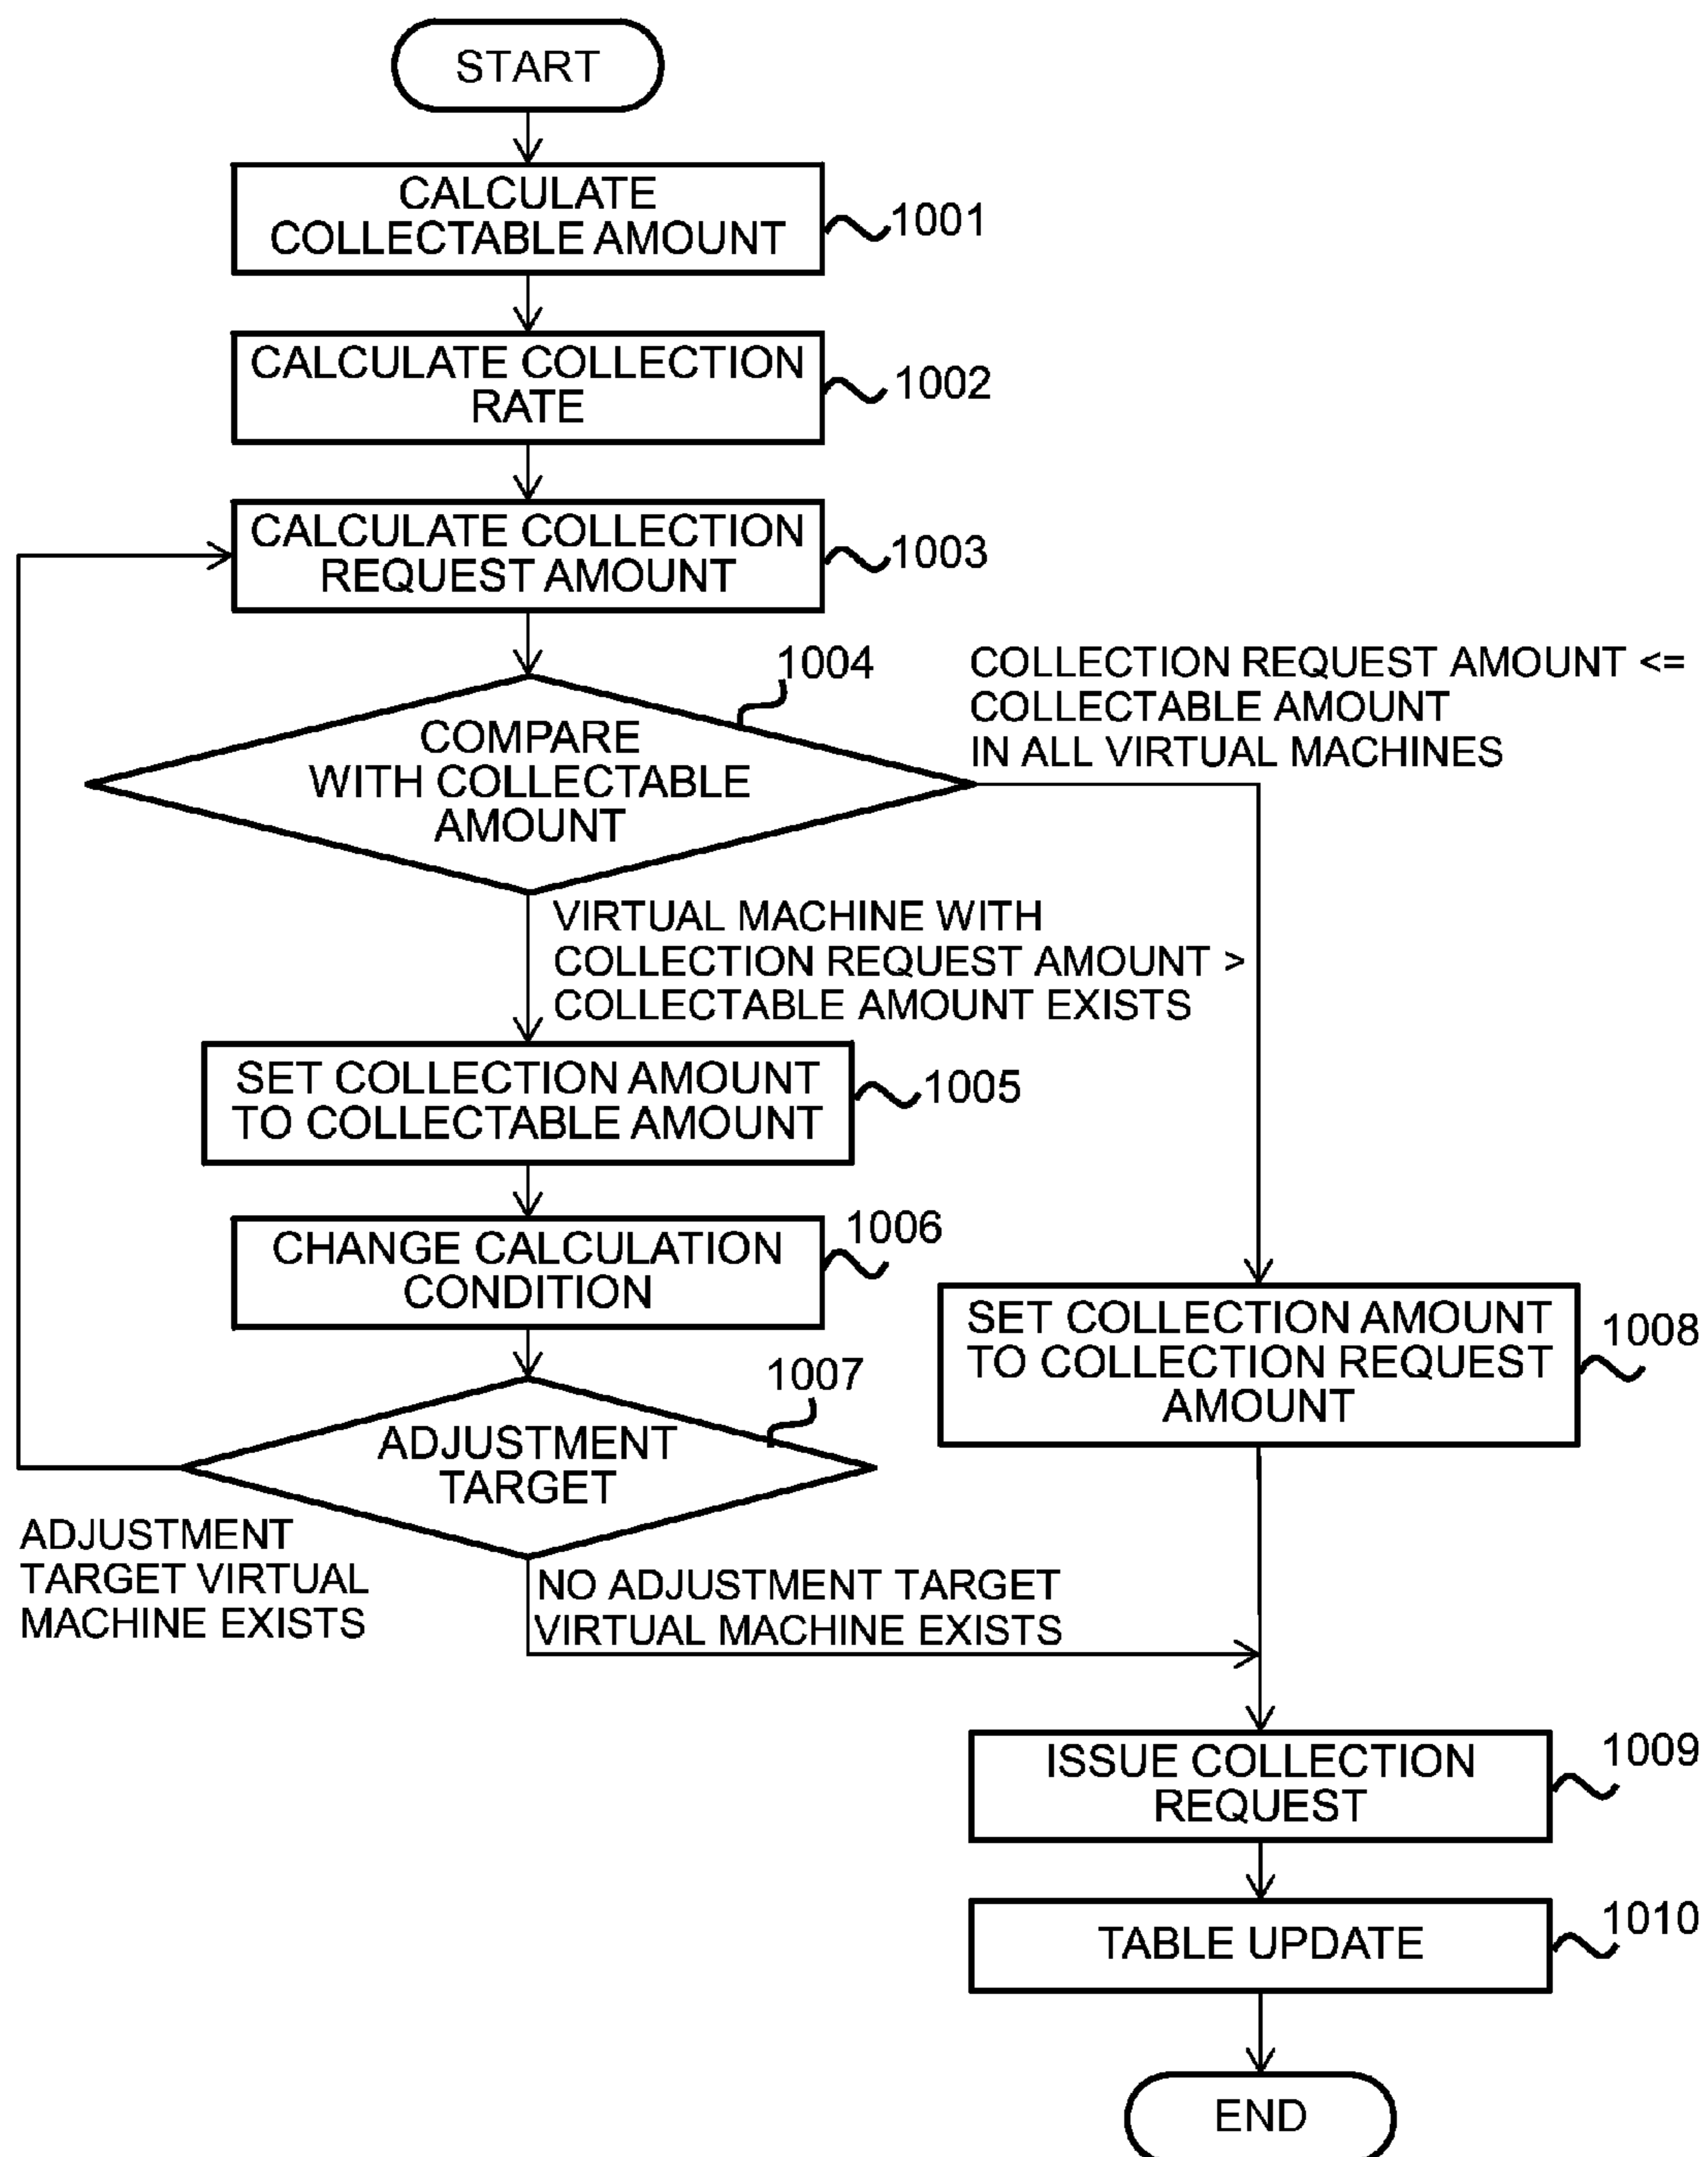 START
CALCULATE
COLLECTABLE AMOUNT
1001
CALCULATE COLLECTION
RATE
1002
CALCULATE COLLECTION
REQUEST AMOUNT
1003
1004
COMPARE
WITH COLLECTABLE
AMOUNT
COLLECTION REQUEST AMOUNT <=
COLLECTABLE AMOUNT
IN ALL VIRTUAL MACHINES
VIRTUAL MACHINE WITH
COLLECTION REQUEST AMOUNT >
COLLECTABLE AMOUNT EXISTS
SET COLLECTION AMOUNT
TO COLLECTABLE AMOUNT
1005
CHANGE CALCULATION
CONDITION
1006
1007
ADJUSTMENT
TARGET
ADJUSTMENT
TARGET VIRTUAL
MACHINE EXISTS
NO ADJUSTMENT TARGET
VIRTUAL MACHINE EXISTS
SET COLLECTION AMOUNT
TO COLLECTION REQUEST
AMOUNT
1008
ISSUE COLLECTION
REQUEST
1009
TABLE UPDATE
1010
END